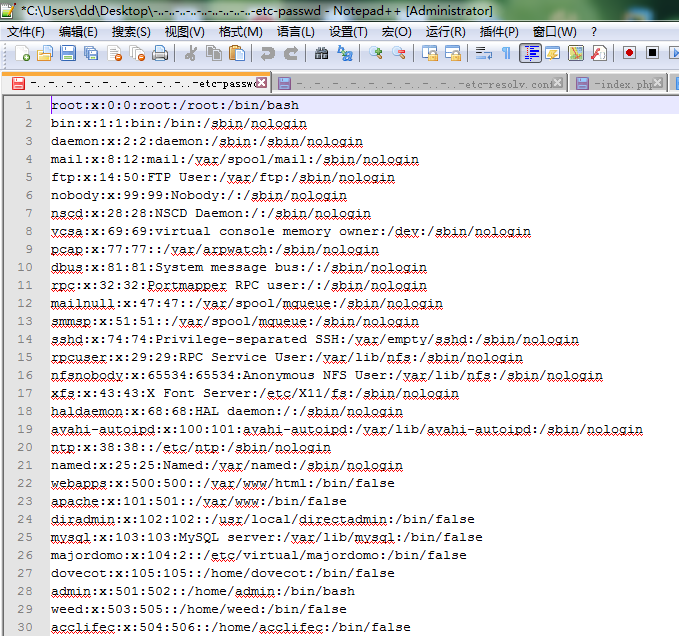 *C:\Users\dd\Desktop\-..-..-..-..-..-..-..-..-etc-passwd - Notepad++ [Administrator]
文件(F) 编辑(E) 搜索(S) 视图(V) 格式(M) 语言(L) 设置(T) 宏(O) 运行(R) 插件(P) 窗口(W) ?
-..-..-..-..-..-..-..-..-etc-passwd -..-..-..-..-..-..-..-..-etc-resolv.conf -index.php
1 root:x:0:0:root:/root:/bin/bash
2 bin:x:1:1:bin:/bin:/sbin/nologin
3 daemon:x:2:2:daemon:/sbin:/sbin/nologin
4 mail:x:8:12:mail:/var/spool/mail:/sbin/nologin
5 ftp:x:14:50:FTP User:/var/ftp:/sbin/nologin
6 nobody:x:99:99:Nobody:/:/sbin/nologin
7 nscd:x:28:28:NSCD Daemon:/:/sbin/nologin
8 vcsa:x:69:69:virtual console memory owner:/dev:/sbin/nologin
9 pcap:x:77:77::/var/arpwatch:/sbin/nologin
10 dbus:x:81:81:System message bus:/:/sbin/nologin
11 rpc:x:32:32:Portmapper RPC user:/:/sbin/nologin
12 mailnull:x:47:47::/var/spool/mqueue:/sbin/nologin
13 smmsp:x:51:51::/var/spool/mqueue:/sbin/nologin
14 sshd:x:74:74:Privilege-separated SSH:/var/empty/sshd:/sbin/nologin
15 rpcuser:x:29:29:RPC Service User:/var/lib/nfs:/sbin/nologin
16 nfsnobody:x:65534:65534:Anonymous NFS User:/var/lib/nfs:/sbin/nologin
17 xfs:x:43:43:X Font Server:/etc/X11/fs:/sbin/nologin
18 haldaemon:x:68:68:HAL daemon:/:/sbin/nologin
19 avahi-autoipd:x:100:101:avahi-autoipd:/var/lib/avahi-autoipd:/sbin/nologin
20 ntp:x:38:38::/etc/ntp:/sbin/nologin
21 named:x:25:25:Named:/var/named:/sbin/nologin
22 webapps:x:500:500::/var/www/html:/bin/false
23 apache:x:101:501::/var/www:/bin/false
24 diradmin:x:102:102::/usr/local/directadmin:/bin/false
25 mysql:x:103:103:MySQL server:/var/lib/mysql:/bin/false
26 majordomo:x:104:2::/etc/virtual/majordomo:/bin/false
27 dovecot:x:105:105::/home/dovecot:/bin/false
28 admin:x:501:502::/home/admin:/bin/bash
29 weed:x:503:505::/home/weed:/bin/false
30 acclifec:x:504:506::/home/acclifec:/bin/false